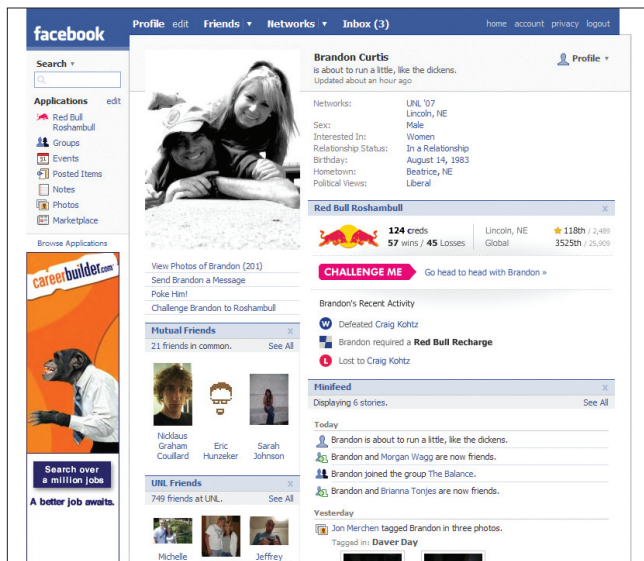 facebook
Profile edit Friends ▾ Networks ▾ Inbox (3)
home account privacy logout
Search ▾
Applications edit
Red Bull
Roshambull
Groups
31 Events
Posted Items
Notes
Photos
Marketplace
Browse Applications
careerbuilder.com
Search over
a million jobs
A better job awaits.
View Photos of Brandon (201)
Send Brandon a Message
Poke Him!
Challenge Brandon to Roshambull
Mutual Friends x
21 friends in common. See All
Nicklaus
Graham
Couillard
Eric
Hunzeker
Sarah
Johnson
UNL Friends x
749 friends at UNL. See All
Michelle
Jeffrey
Brandon Curtis
is about to run a little, like the dickens.
Updated about an hour ago
Profile ▾
Networks: UNL '07
Lincoln, NE
Sex: Male
Interested In: Women
Relationship Status: In a Relationship
Birthday: August 14, 1983
Hometown: Beatrice, NE
Political Views: Liberal
Red Bull Roshambull x
124 creds Lincoln, NE 118th / 2,489
57 wins / 45 Losses Global 3525th / 25,909
CHALLENGE ME Go head to head with Brandon »
Brandon's Recent Activity
W Defeated Craig Kohtz
Brandon required a Red Bull Recharge
L Lost to Craig Kohtz
Minifeed x
Displaying 6 stories. See All
Today
Brandon is about to run a little, like the dickens.
Brandon and Morgan Wagg are now friends.
Brandon joined the group The Balance.
Brandon and Brianna Tonjes are now friends.
Yesterday
Jon Merchen tagged Brandon in three photos.
Tagged in: Daver Day